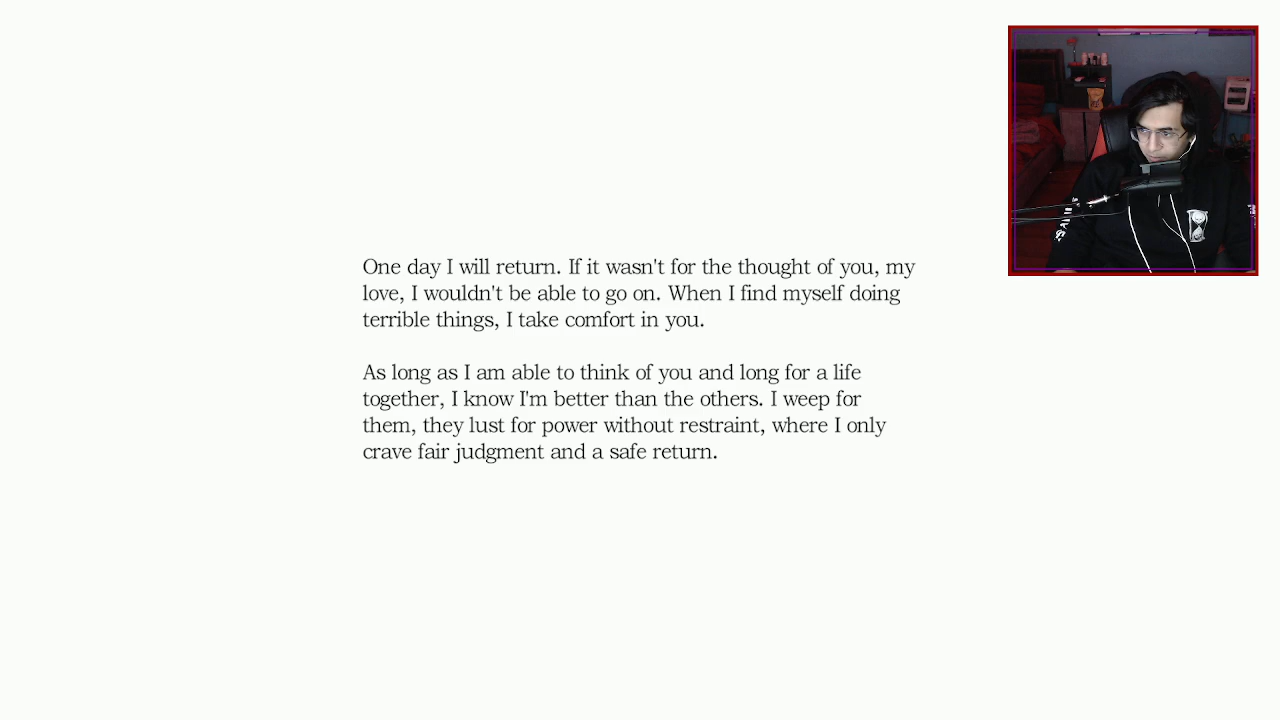 One day I will return. If it wasn't for the thought of you, my
love, I wouldn't be able to go on. When I find myself doing
terrible things, I take comfort in you.
As long as I am able to think of you and long for a life
together, I know I'm better than the others. I weep for
them, they lust for power without restraint, where I only
crave fair judgment and a safe return.